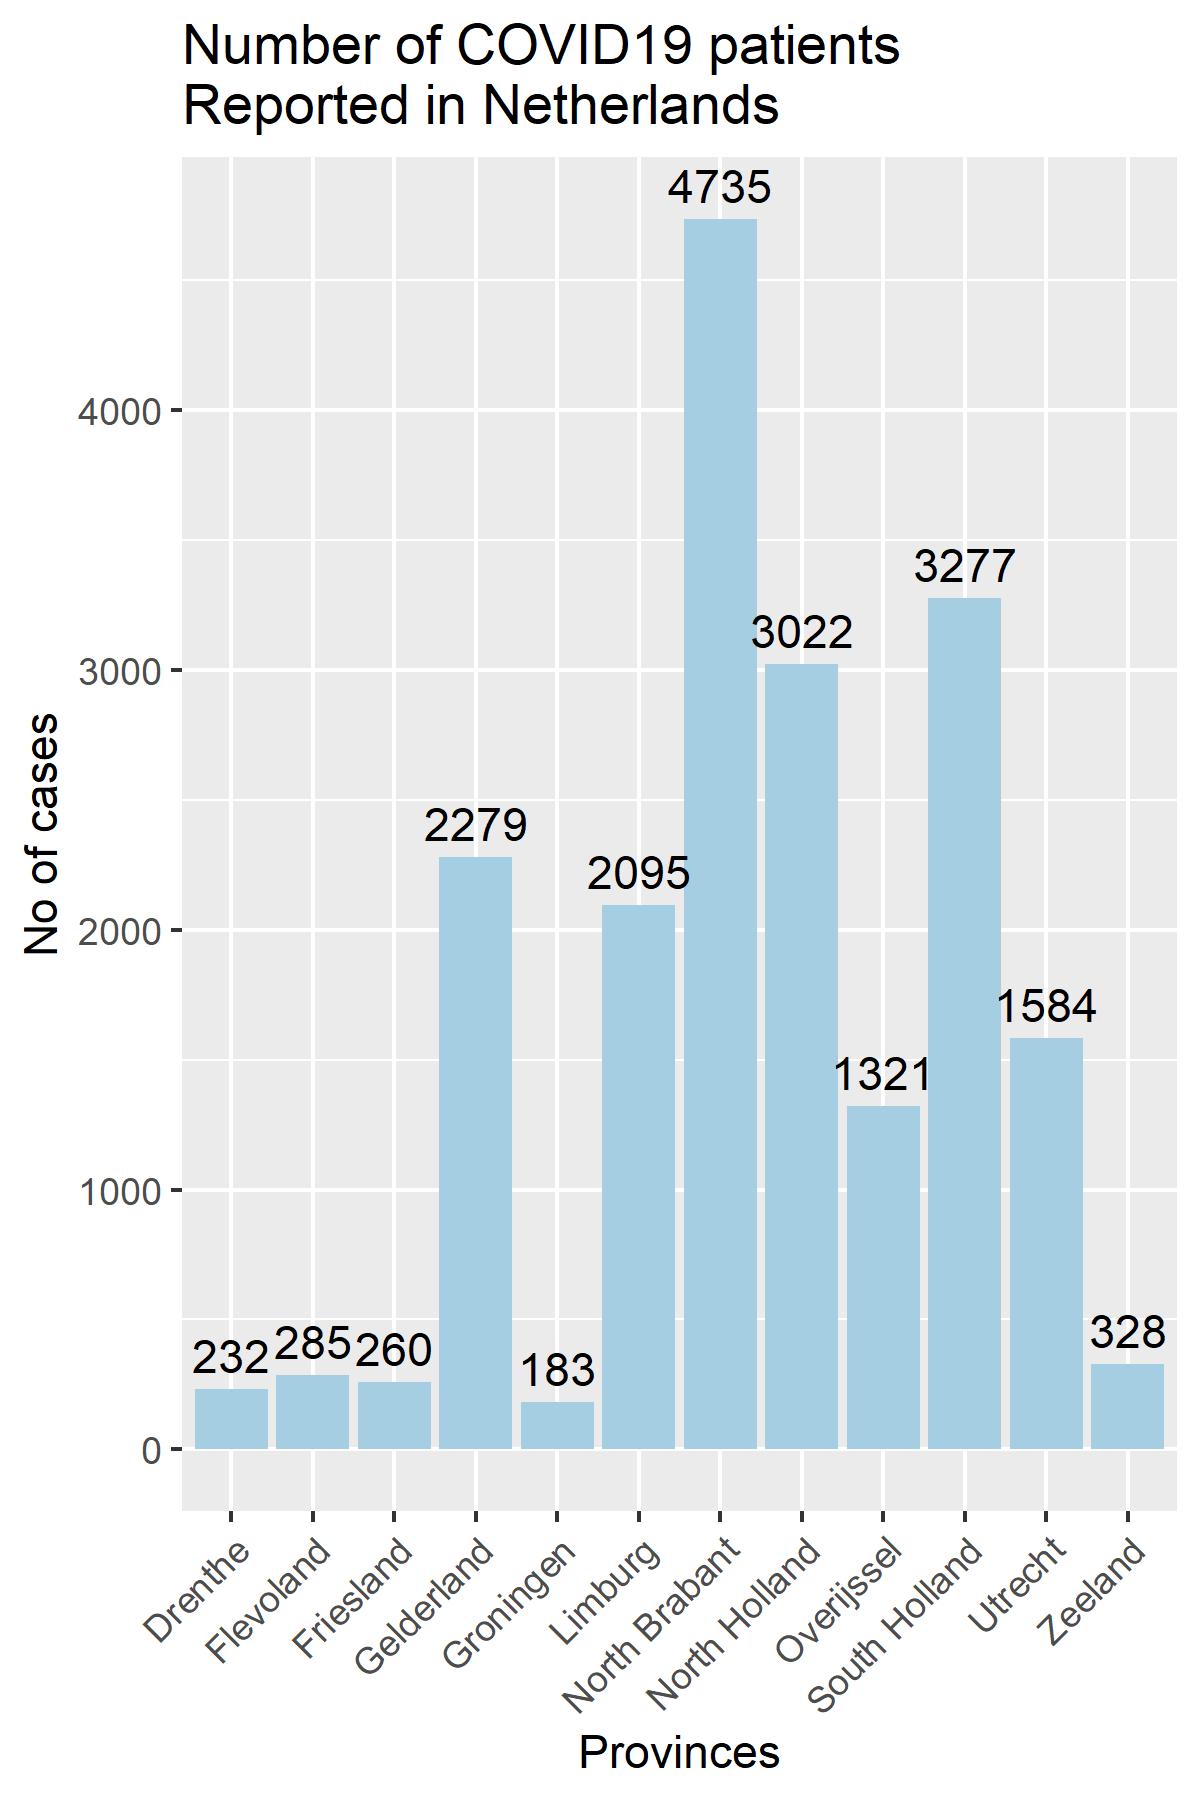 Number of COVID19 patients
Reported in Netherlands
No of cases
4000
3000
2000
1000
0
232
285
260
2279
183
2095
4735
3022
1321
3277
1584
328
Drenthe
Flevoland
Friesland
Gelderland
Groningen
Limburg
North Brabant
North Holland
Overijssel
South Holland
Utrecht
Zeeland
Provinces